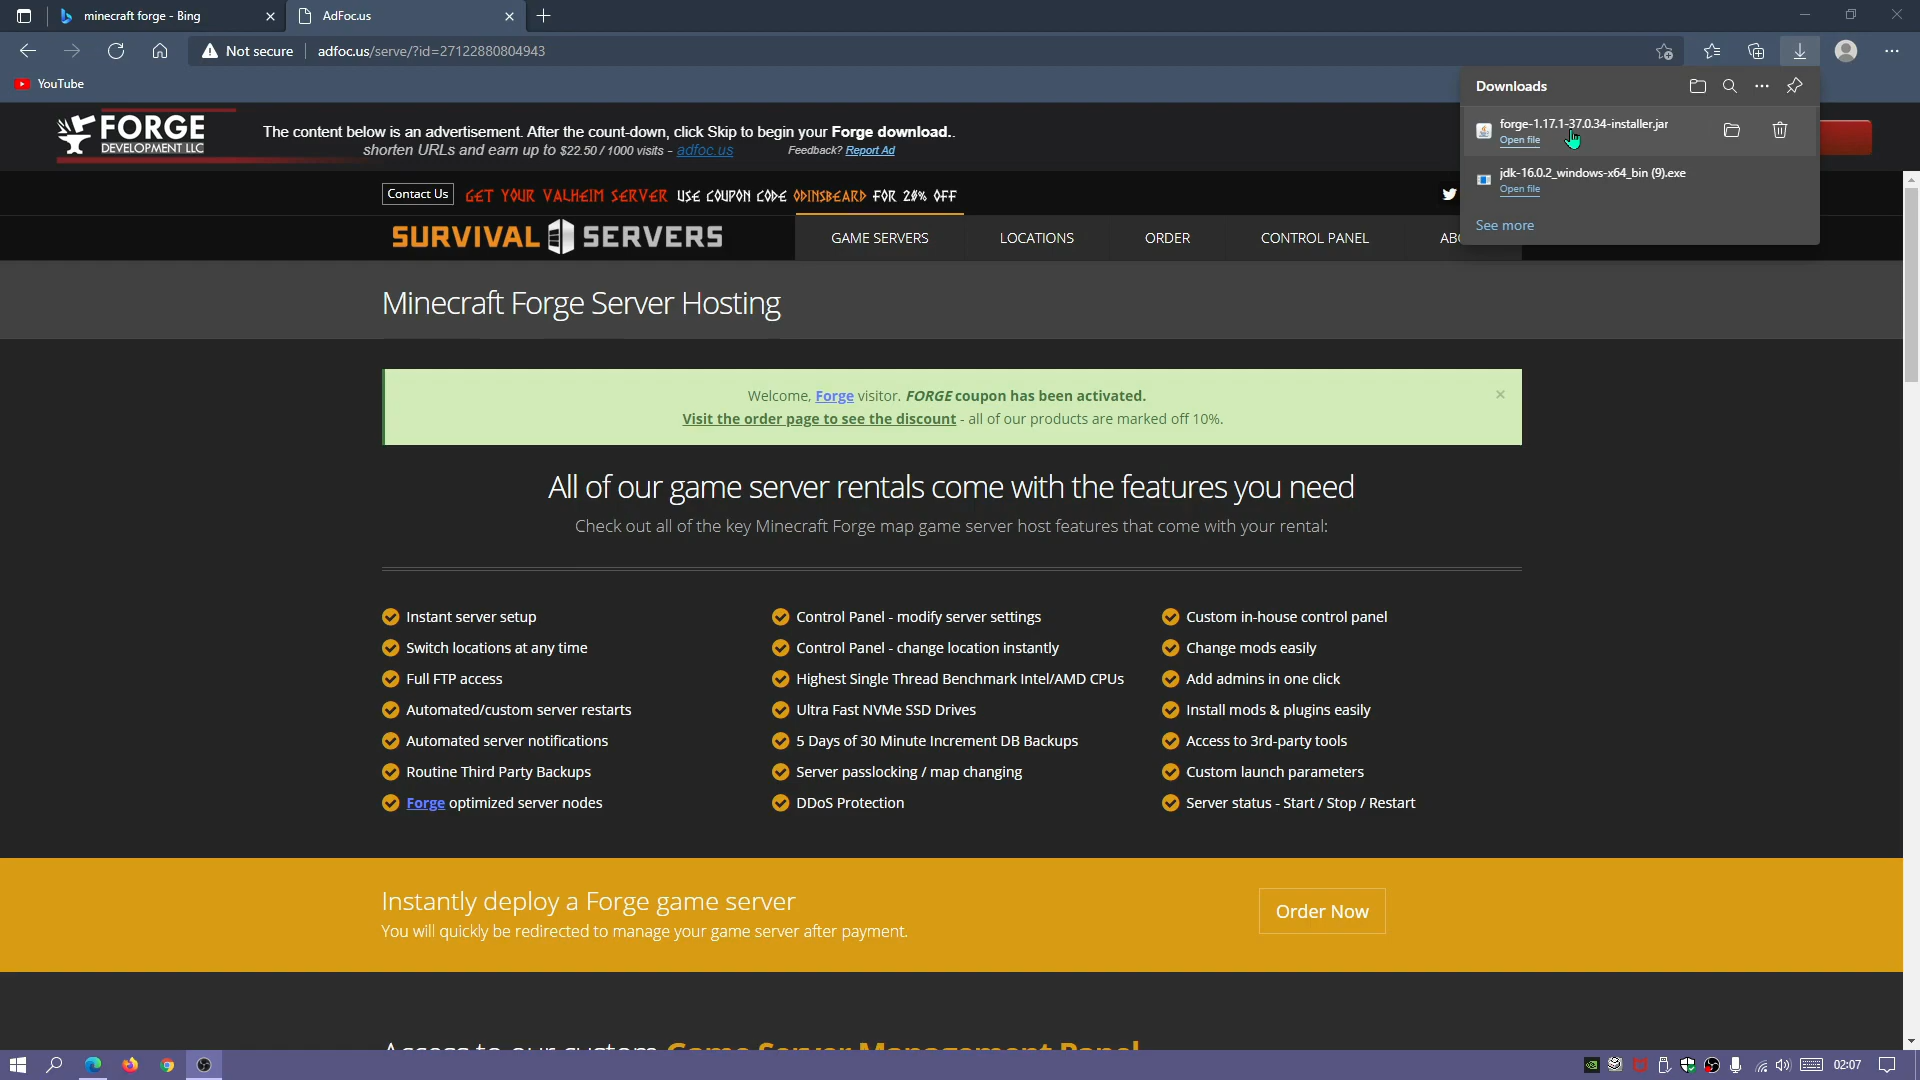 minecraft forge - Bing
AdFoc.us
Not secure
adfoc.us/serve/?id=27122880804943
YouTube
Downloads
forge-1.17.1-37.0.34-installer.jar
Open file
jdk-16.0.2_windows-x64_bin (9).exe
Open file
See more
FORGE
DEVELOPMENT LLC
The content below is an advertisement. After the count-down, click Skip to begin your Forge download..
shorten URLs and earn up to $22.50 / 1000 visits - adfoc.us
Feedback? Report Ad
Contact Us
GET YOUR VALHEIM SERVER USE COUPON CODE ODINSBEARD FOR 20% OFF
SURVIVAL SERVERS
GAME SERVERS
LOCATIONS
ORDER
CONTROL PANEL
Minecraft Forge Server Hosting
Welcome, Forge visitor. FORGE coupon has been activated.
Visit the order page to see the discount - all of our products are marked off 10%.
All of our game server rentals come with the features you need
Check out all of the key Minecraft Forge map game server host features that come with your rental:
Instant server setup
Switch locations at any time
Full FTP access
Automated/custom server restarts
Automated server notifications
Routine Third Party Backups
Forge optimized server nodes
Control Panel - modify server settings
Control Panel - change location instantly
Highest Single Thread Benchmark Intel/AMD CPUs
Ultra Fast NVMe SSD Drives
5 Days of 30 Minute Increment DB Backups
Server passlocking / map changing
DDoS Protection
Custom in-house control panel
Change mods easily
Add admins in one click
Install mods & plugins easily
Access to 3rd-party tools
Custom launch parameters
Server status - Start / Stop / Restart
Instantly deploy a Forge game server
You will quickly be redirected to manage your game server after payment.
Order Now
Access to our custom Game Server Management Panel
02:07